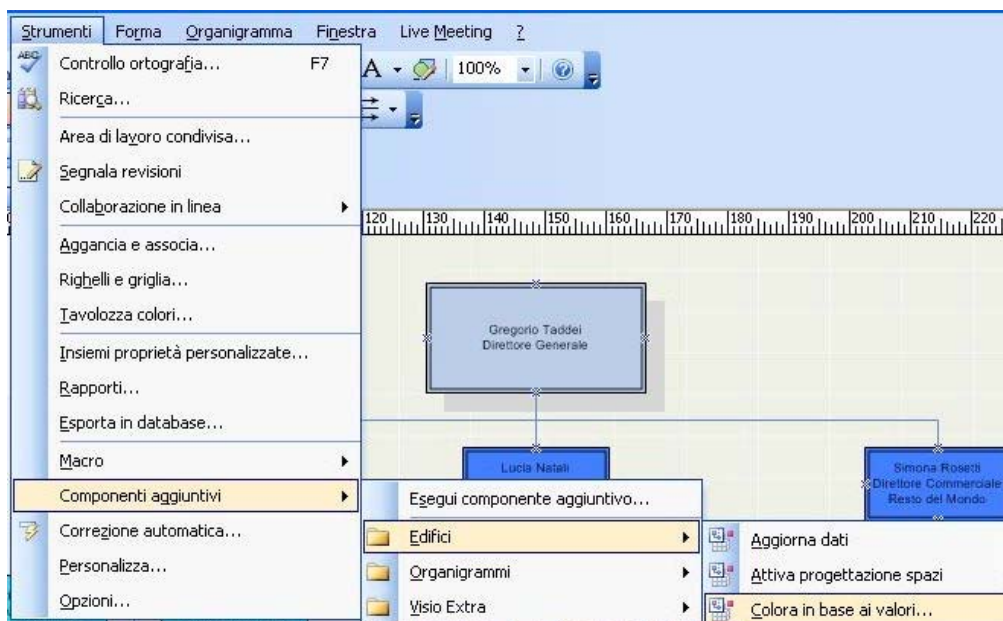 Strumenti Forma Organigramma Finestra Live Meeting ?
ABC Controllo ortografia... F7
A 100%
Ricerca...
Area di lavoro condivisa...
Segnala revisioni
Collaborazione in linea
120 130 140 150 160 170 180 190 200 210 220
Aggancia e associa...
Righelli e griglia...
Tavolozza colori...
Insiemi proprietà personalizzate...
Rapporti...
Esporta in database...
Macro
Componenti aggiuntivi
Correzione automatica...
Personalizza...
Opzioni...
Gregorio Taddei
Direttore Generale
Lucia Natali
Simona Rosetti
Direttore Commerciale
Resto del Mondo
Esegui componente aggiuntivo...
Edifici
Organigrammi
Visio Extra
Aggiorna dati
Attiva progettazione spazi
Colora in base ai valori...